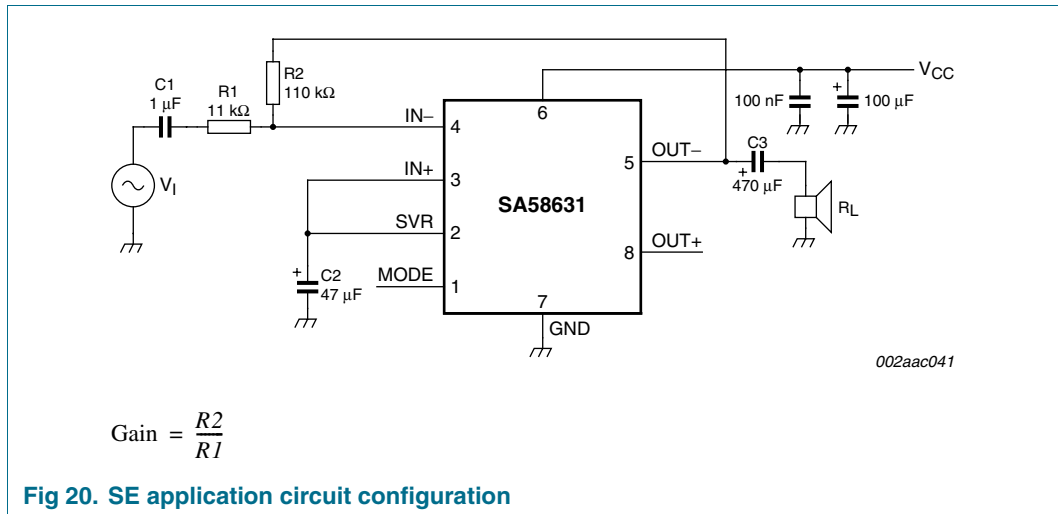 C1
1 μF
R1
11 kΩ
R2
110 kΩ
V_I
IN−
4
IN+
3
SVR
2
MODE
1
C2
+
47 μF
SA58631
6
V_CC
100 nF
+
100 μF
5
OUT−
C3
+
470 μF
R_L
8
OUT+
7
GND
002aac041
Gain = R2/R1
Fig 20. SE application circuit configuration